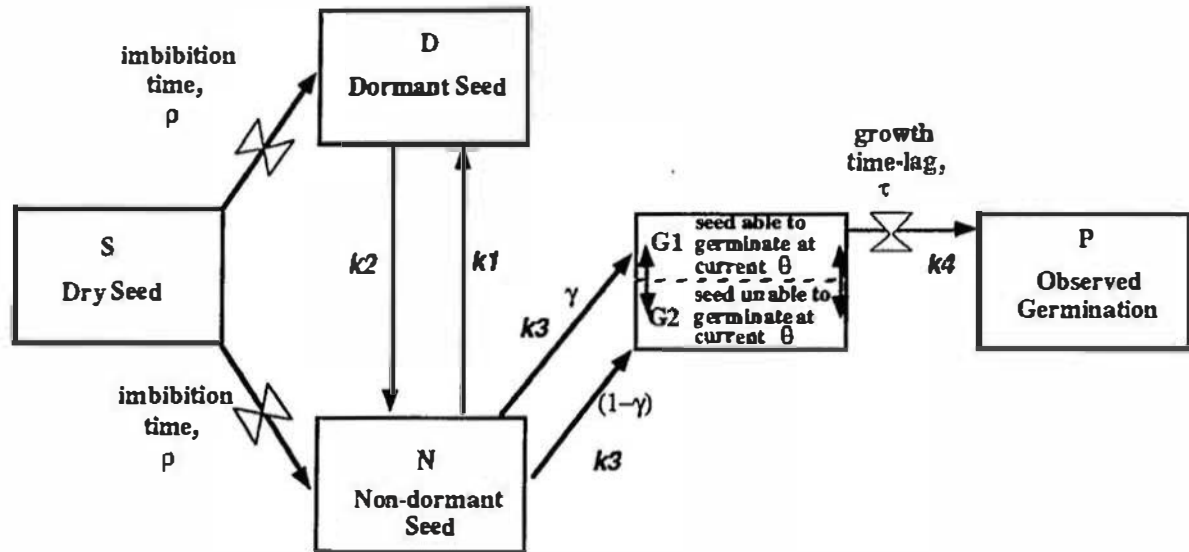 imbibition
time,
ρ
D
Dormant Seed
S
Dry Seed
k2
k1
imbibition
time,
ρ
N
Non-dormant
Seed
γ
k3
(1–γ)
k3
G1
seed able to
germinate at
current θ
G2
seed unable to
germinate at
current θ
growth
time-lag,
τ
k4
P
Observed
Germination